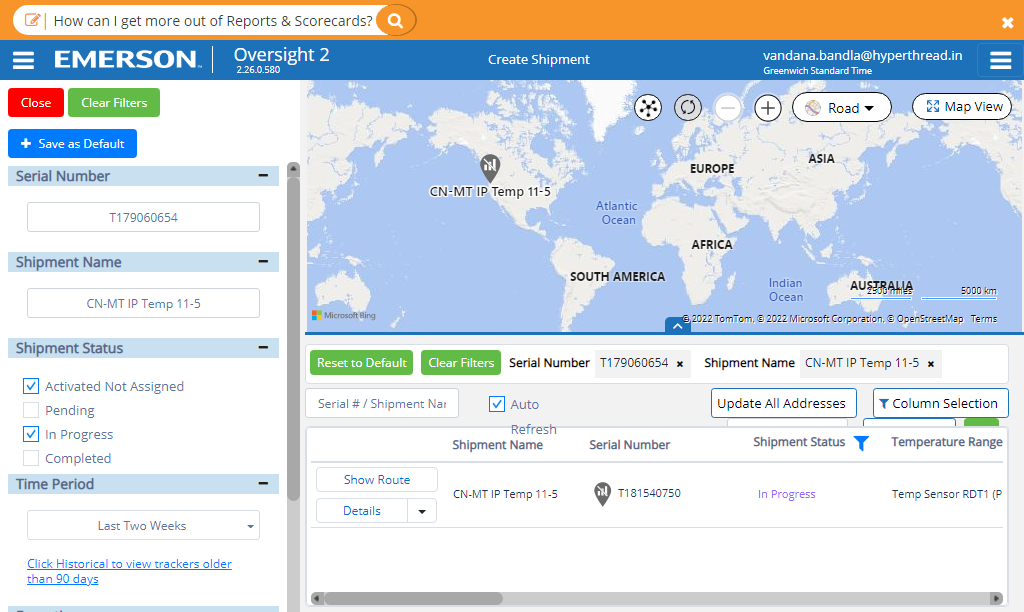 How can I get more out of Reports & Scorecards?
EMERSON
Oversight 2
2.26.0.580
Create Shipment
vandana.bandla@hyperthread.in
Greenwich Standard Time
Close
Clear Filters
Save as Default
Serial Number
T179060654
Shipment Name
CN-MT IP Temp 11-5
Shipment Status
Activated Not Assigned
Pending
In Progress
Completed
Time Period
Last Two Weeks
Click Historical to view trackers older
than 90 days
Road
Map View
ASIA
EUROPE
CN-MT IP Temp 11-5
Atlantic
Ocean
AFRICA
SOUTH AMERICA
Indian
Ocean
AUSTRALIA
2500 miles
5000 km
Microsoft Bing
© 2022 TomTom, © 2022 Microsoft Corporation, © OpenStreetMap Terms
Reset to Default
Clear Filters
Serial Number
T179060654 ×
Shipment Name
CN-MT IP Temp 11-5 ×
Serial # / Shipment Nar
Auto
Refresh
Update All Addresses
Column Selection
Shipment Name
Serial Number
Shipment Status
Temperature Range
Show Route
Details
CN-MT IP Temp 11-5
T181540750
In Progress
Temp Sensor RDT1 (P